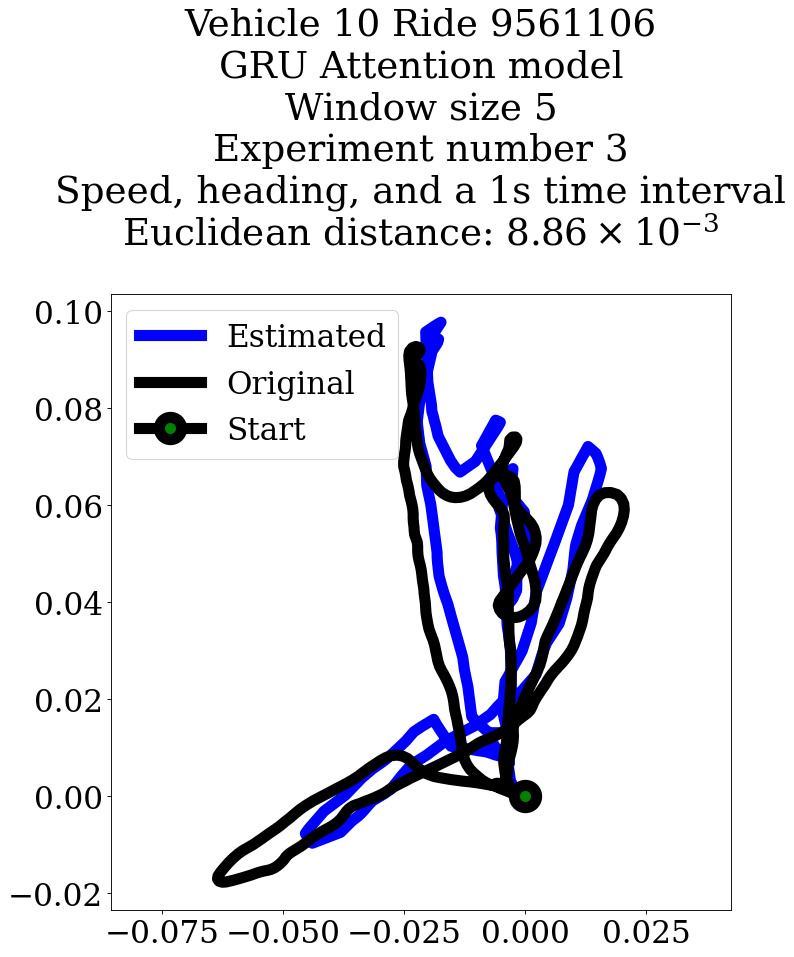 Vehicle 10 Ride 9561106
GRU Attention model
Window size 5
Experiment number 3
Speed, heading, and a 1s time interval
Euclidean distance: 8.86 × 10⁻³
Estimated
Original
Start
0.10
0.08
0.06
0.04
0.02
0.00
−0.02
−0.075 −0.050 −0.025 0.000 0.025